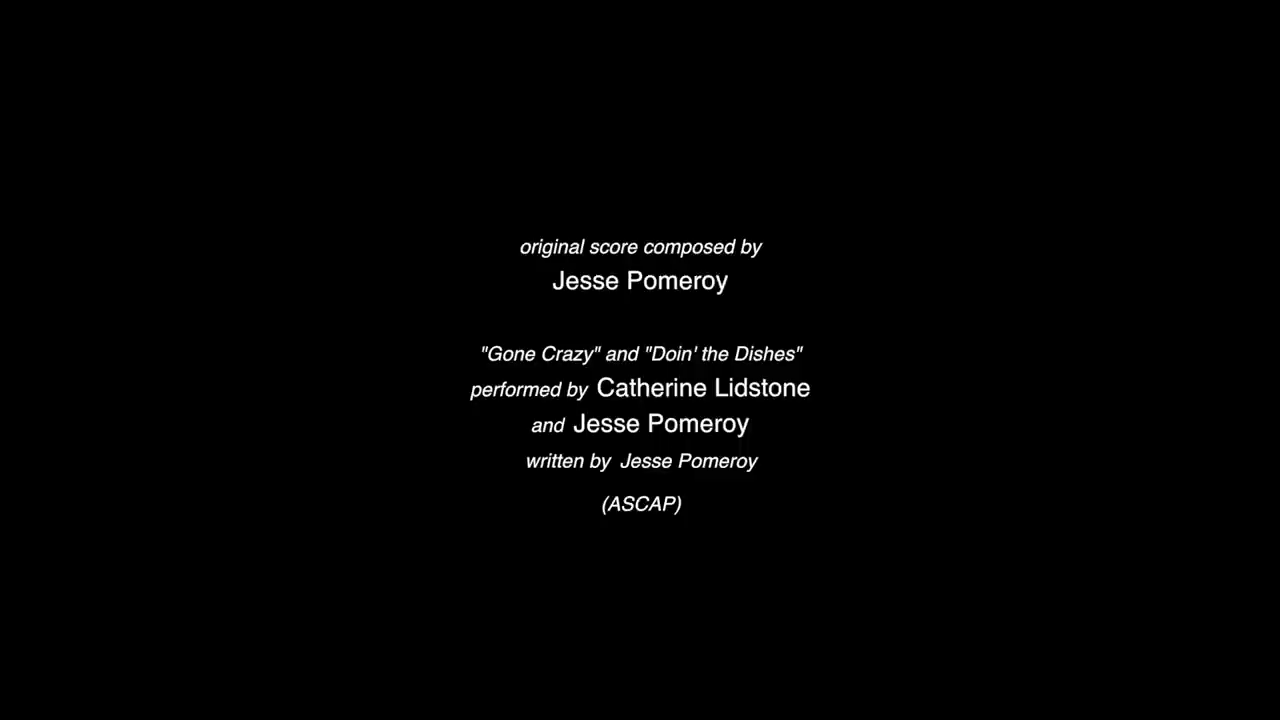 original score composed by
Jesse Pomeroy
"Gone Crazy" and "Doin' the Dishes"
performed by Catherine Lidstone
and Jesse Pomeroy
written by Jesse Pomeroy
(ASCAP)